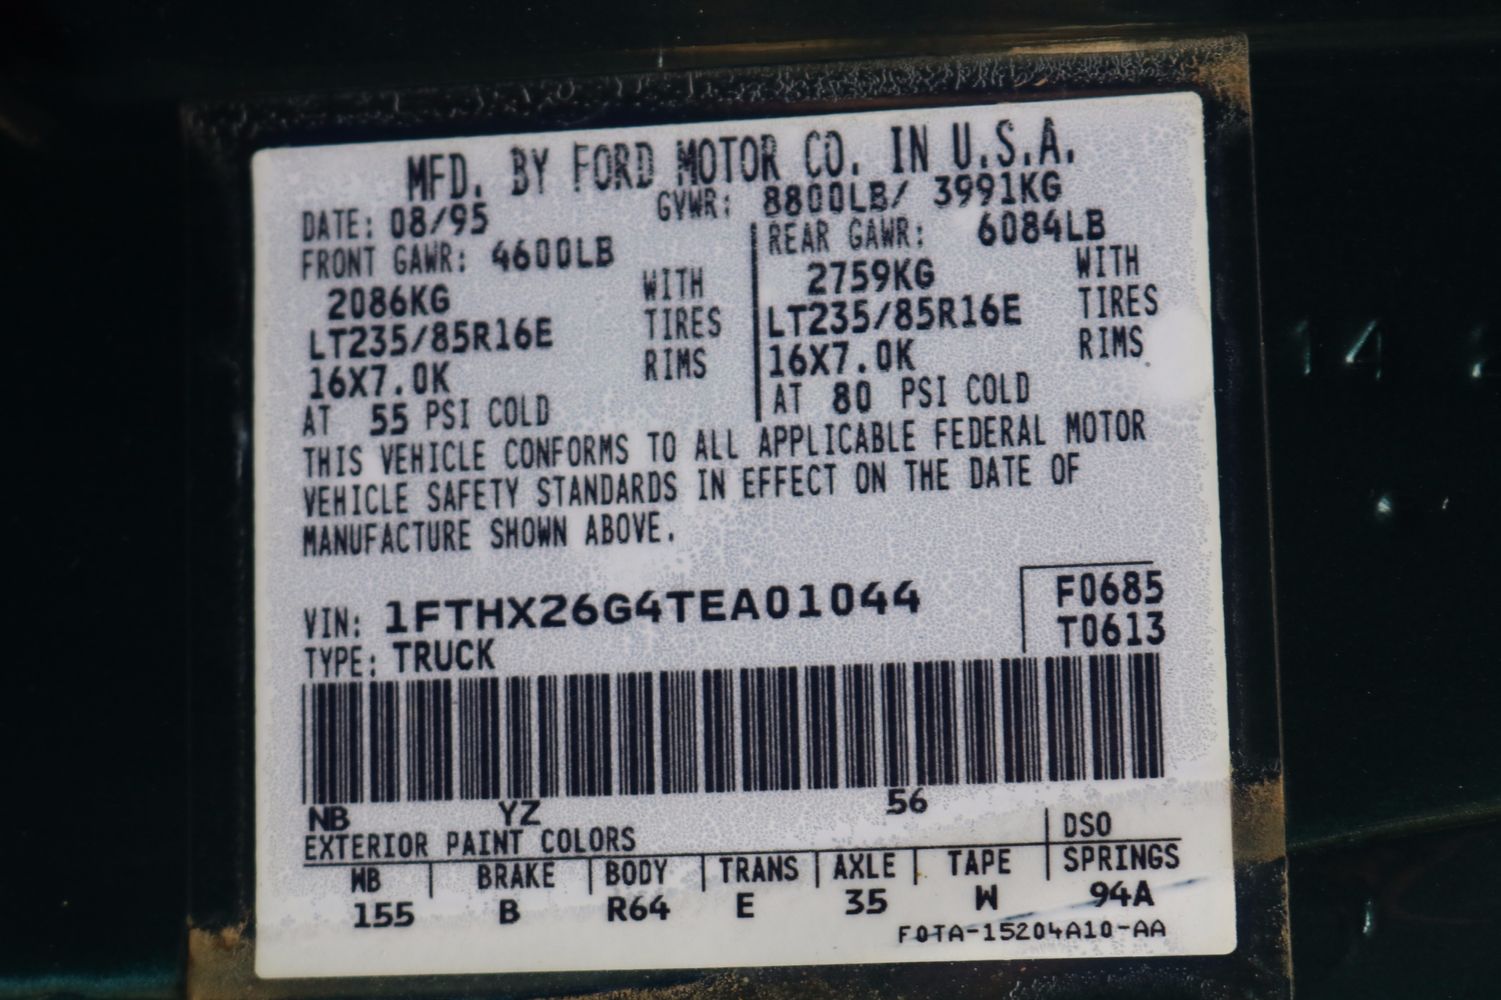 MFD. BY FORD MOTOR CO. IN U.S.A.
DATE: 08/95 GVWR: 8800LB/ 3991KG
FRONT GAWR: 4600LB
2086KG WITH
LT235/85R16E TIRES
16X7.0K RIMS
AT 55 PSI COLD
REAR GAWR: 6084LB
2759KG WITH
LT235/85R16E TIRES
16X7.0K RIMS
AT 80 PSI COLD
THIS VEHICLE CONFORMS TO ALL APPLICABLE FEDERAL MOTOR
VEHICLE SAFETY STANDARDS IN EFFECT ON THE DATE OF
MANUFACTURE SHOWN ABOVE.
VIN: 1FTHX26G4TEA01044
F0685
T0613
TYPE: TRUCK
NB YZ 56
EXTERIOR PAINT COLORS DSO
WB BRAKE BODY TRANS AXLE TAPE SPRINGS
155 B R64 E 35 W 94A
F0TA-15204A10-AA
14